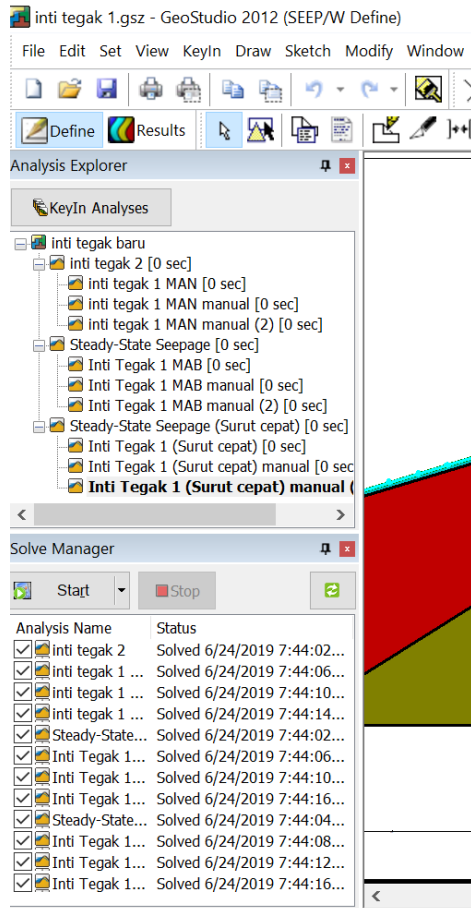 inti tegak 1.gsz - GeoStudio 2012 (SEEP/W Define)
File Edit Set View KeyIn Draw Sketch Modify Window
Define Results
Analysis Explorer
KeyIn Analyses
inti tegak baru
inti tegak 2 [0 sec]
inti tegak 1 MAN [0 sec]
inti tegak 1 MAN manual [0 sec]
inti tegak 1 MAN manual (2) [0 sec]
Steady-State Seepage [0 sec]
Inti Tegak 1 MAB [0 sec]
Inti Tegak 1 MAB manual [0 sec]
Inti Tegak 1 MAB manual (2) [0 sec]
Steady-State Seepage (Surut cepat) [0 sec]
Inti Tegak 1 (Surut cepat) [0 sec]
Inti Tegak 1 (Surut cepat) manual [0 sec
Inti Tegak 1 (Surut cepat) manual (
Solve Manager
Start Stop
Analysis Name Status
inti tegak 2 Solved 6/24/2019 7:44:02...
inti tegak 1 ... Solved 6/24/2019 7:44:06...
inti tegak 1 ... Solved 6/24/2019 7:44:10...
inti tegak 1 ... Solved 6/24/2019 7:44:14...
Steady-State... Solved 6/24/2019 7:44:02...
Inti Tegak 1... Solved 6/24/2019 7:44:06...
Inti Tegak 1... Solved 6/24/2019 7:44:10...
Inti Tegak 1... Solved 6/24/2019 7:44:16...
Steady-State... Solved 6/24/2019 7:44:04...
Inti Tegak 1... Solved 6/24/2019 7:44:08...
Inti Tegak 1... Solved 6/24/2019 7:44:12...
Inti Tegak 1... Solved 6/24/2019 7:44:16...